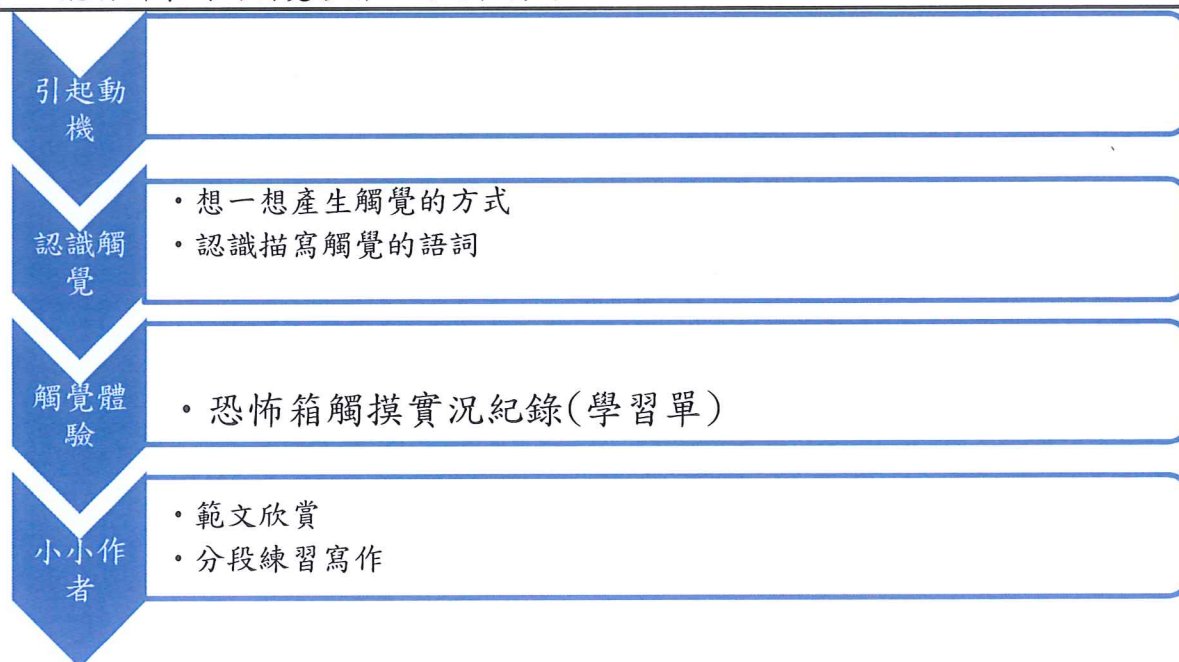 引起動
機
認識觸
覺
• 想一想產生觸覺的方式
• 認識描寫觸覺的語詞
觸覺體
驗
• 恐怖箱觸摸實況紀錄(學習單)
小小作
者
• 範文欣賞
• 分段練習寫作